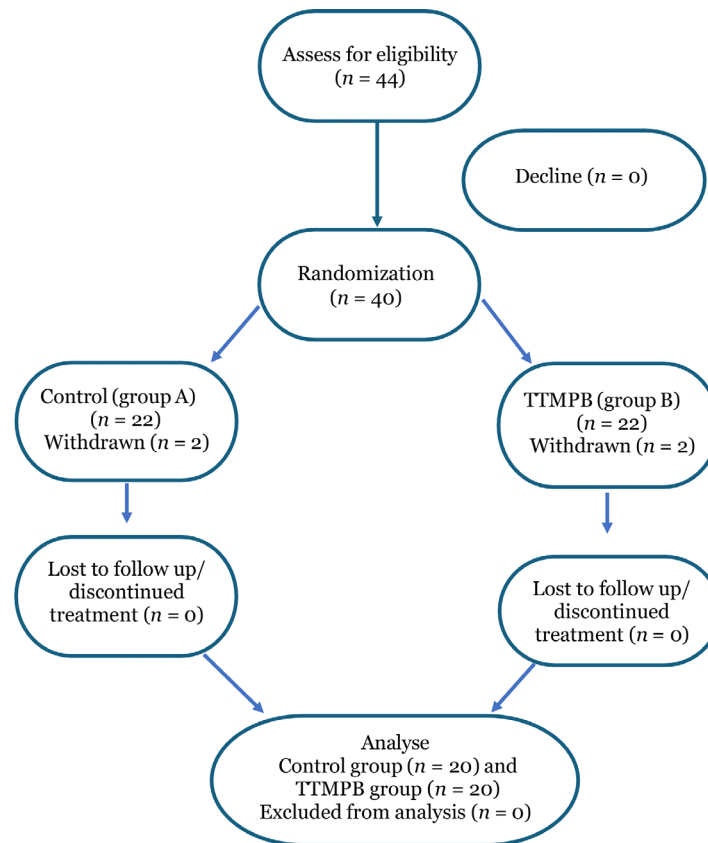 Assess for eligibility
(n = 44)
Decline (n = 0)
Randomization
(n = 40)
Control (group A)
(n = 22)
Withdrawn (n = 2)
TTMPB (group B)
(n = 22)
Withdrawn (n = 2)
Lost to follow up/
discontinued
treatment (n = 0)
Lost to follow up/
discontinued
treatment (n = 0)
Analyse
Control group (n = 20) and
TTMPB group (n = 20)
Excluded from analysis (n = 0)